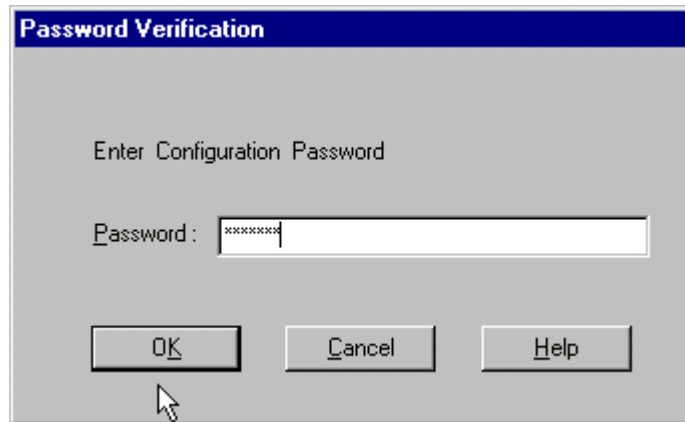 Password Verification
Enter Configuration Password
Password : *******
OK Cancel Help